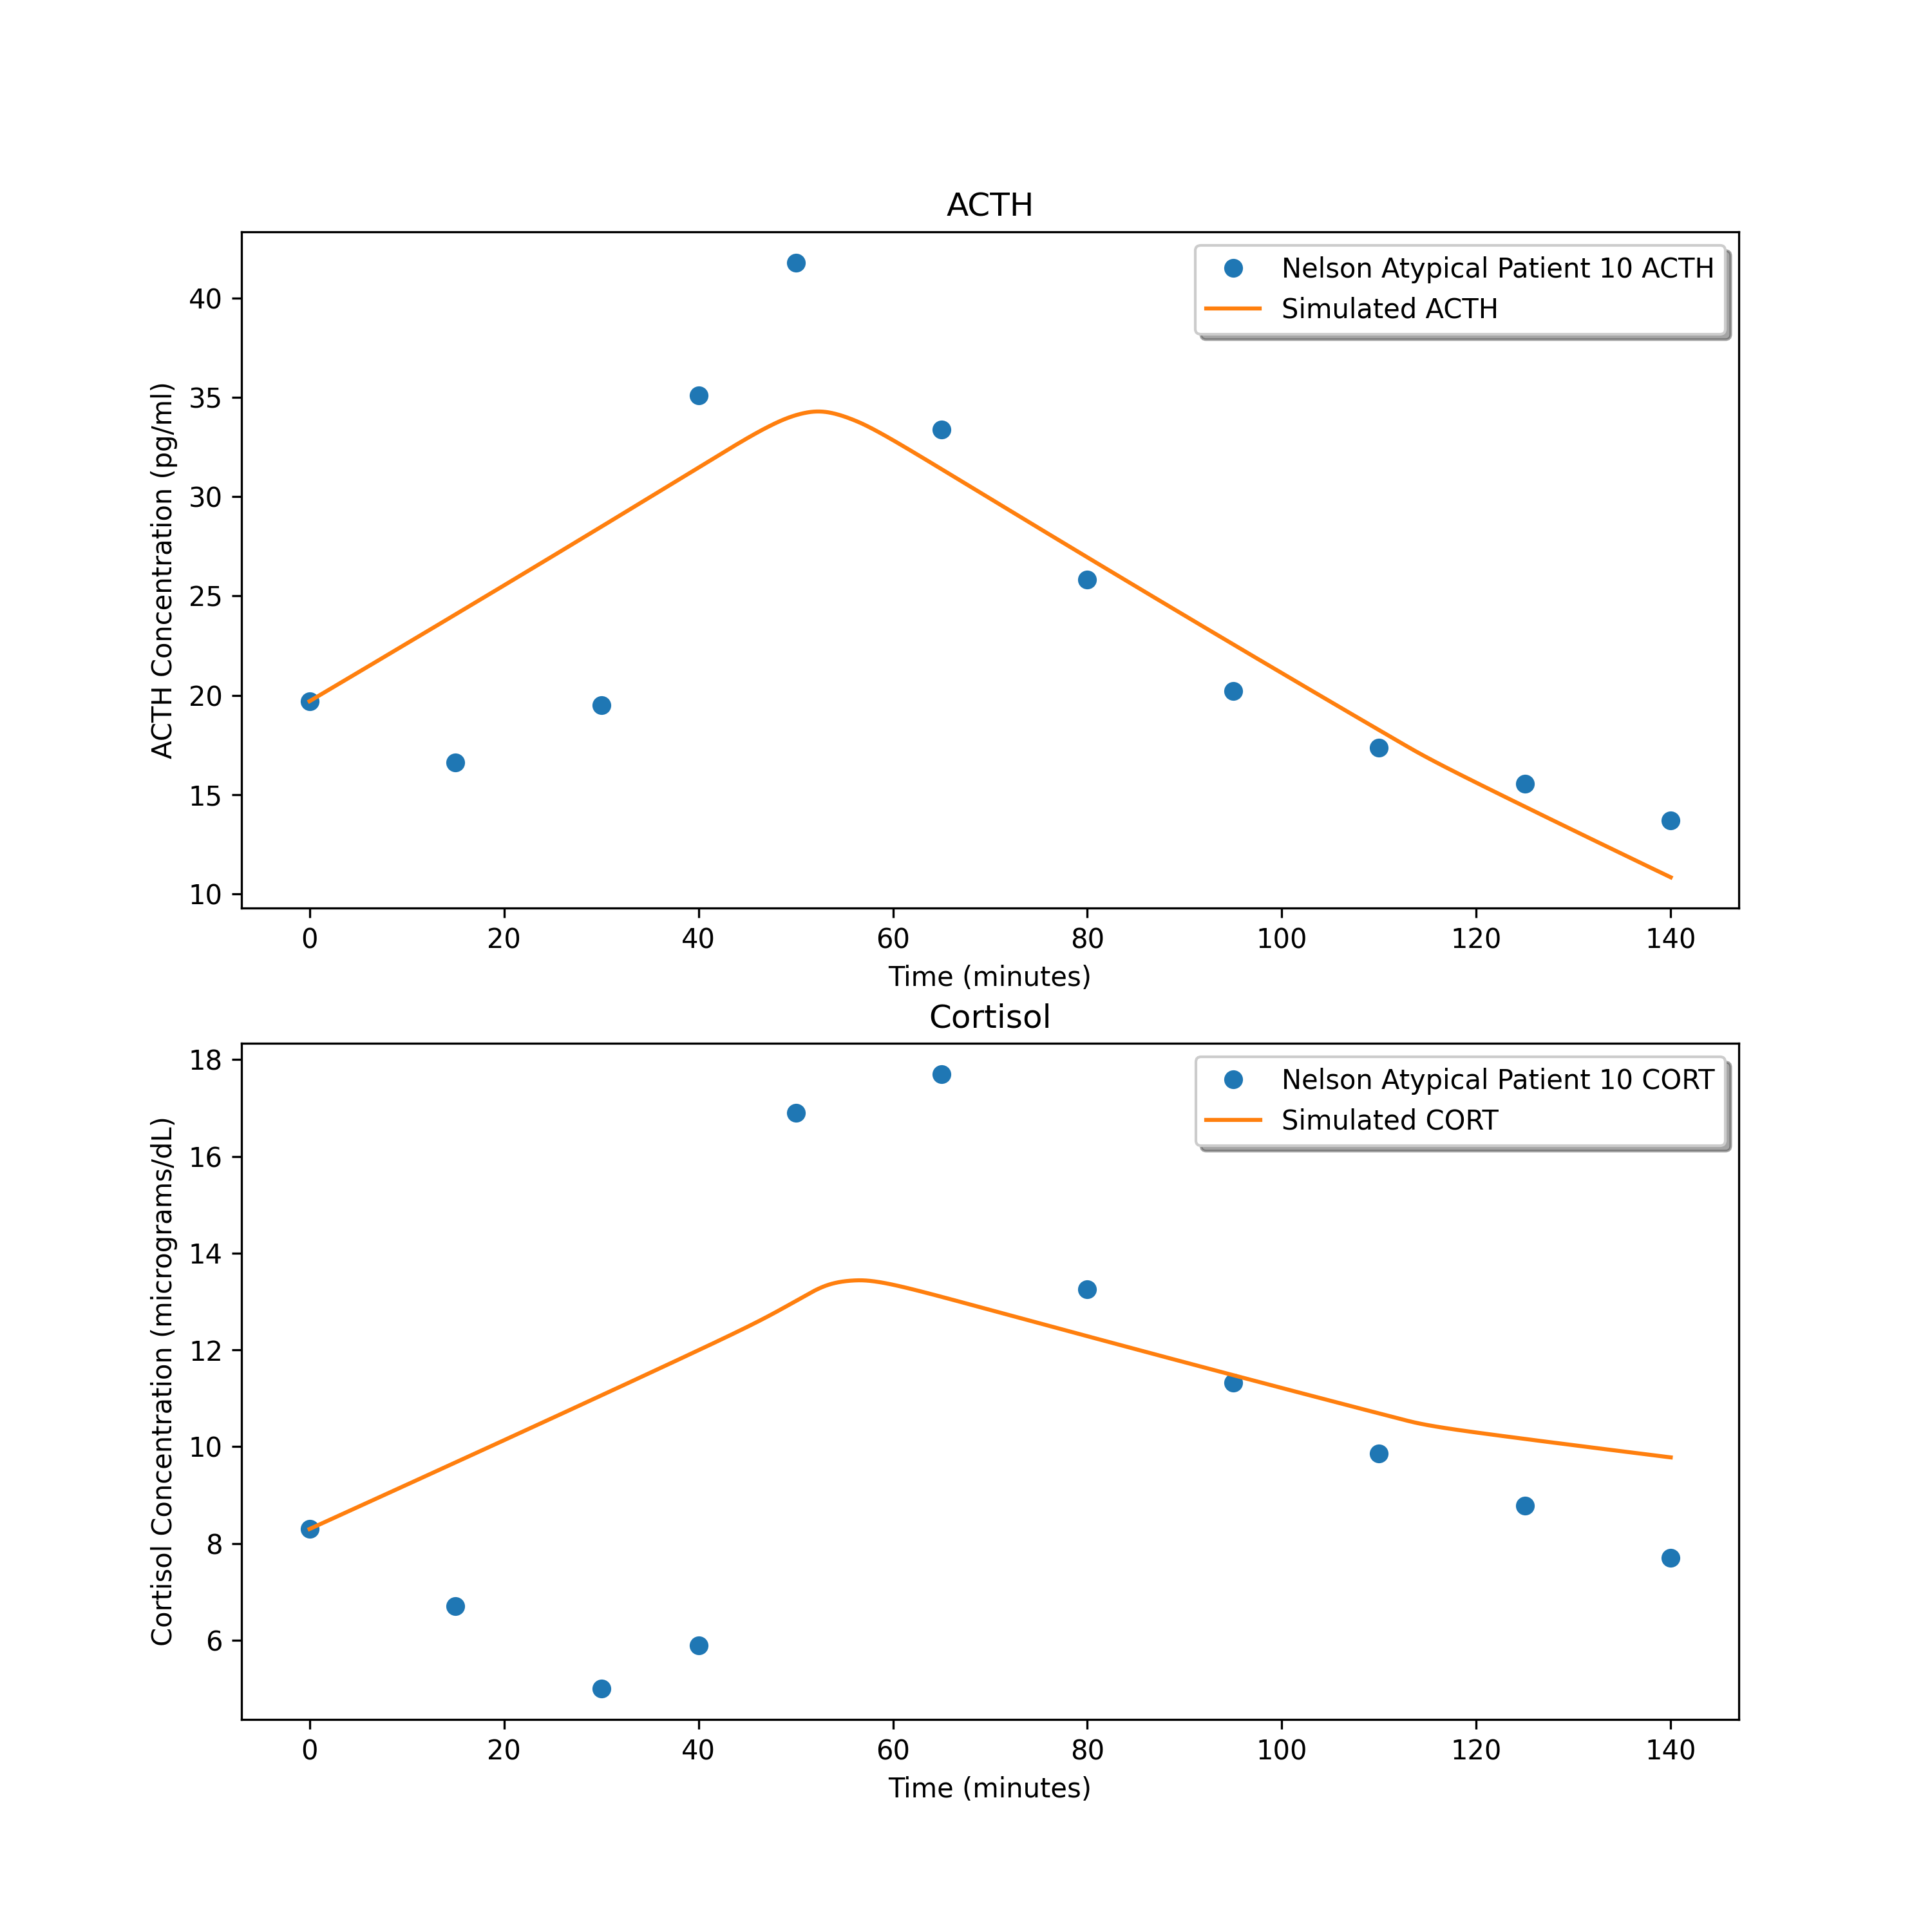 ACTH
Nelson Atypical Patient 10 ACTH
Simulated ACTH
ACTH Concentration (pg/ml)
40
35
30
25
20
15
10
0 20 40 60 80 100 120 140
Time (minutes)
Cortisol
Nelson Atypical Patient 10 CORT
Simulated CORT
Cortisol Concentration (micrograms/dL)
18
16
14
12
10
8
6
0 20 40 60 80 100 120 140
Time (minutes)